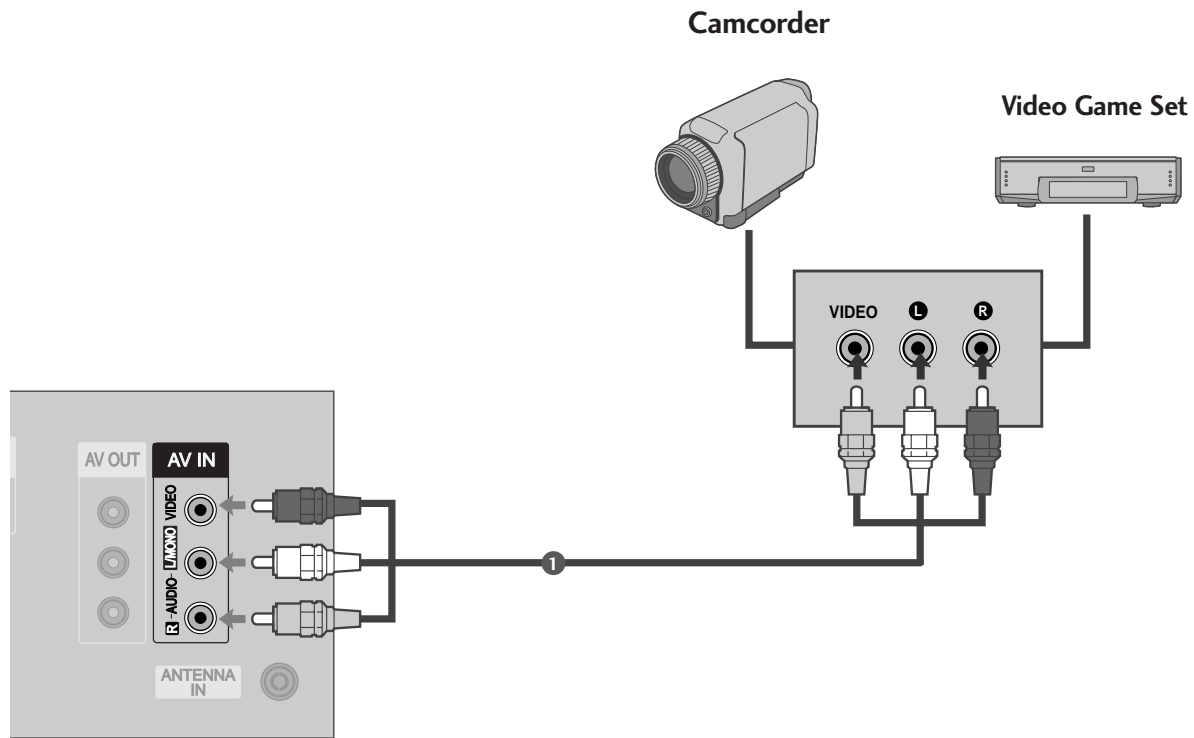 Camcorder
Video Game Set
VIDEO L R
AV OUT AV IN
VIDEO
L/MONO
AUDIO
R
1
ANTENNA
IN